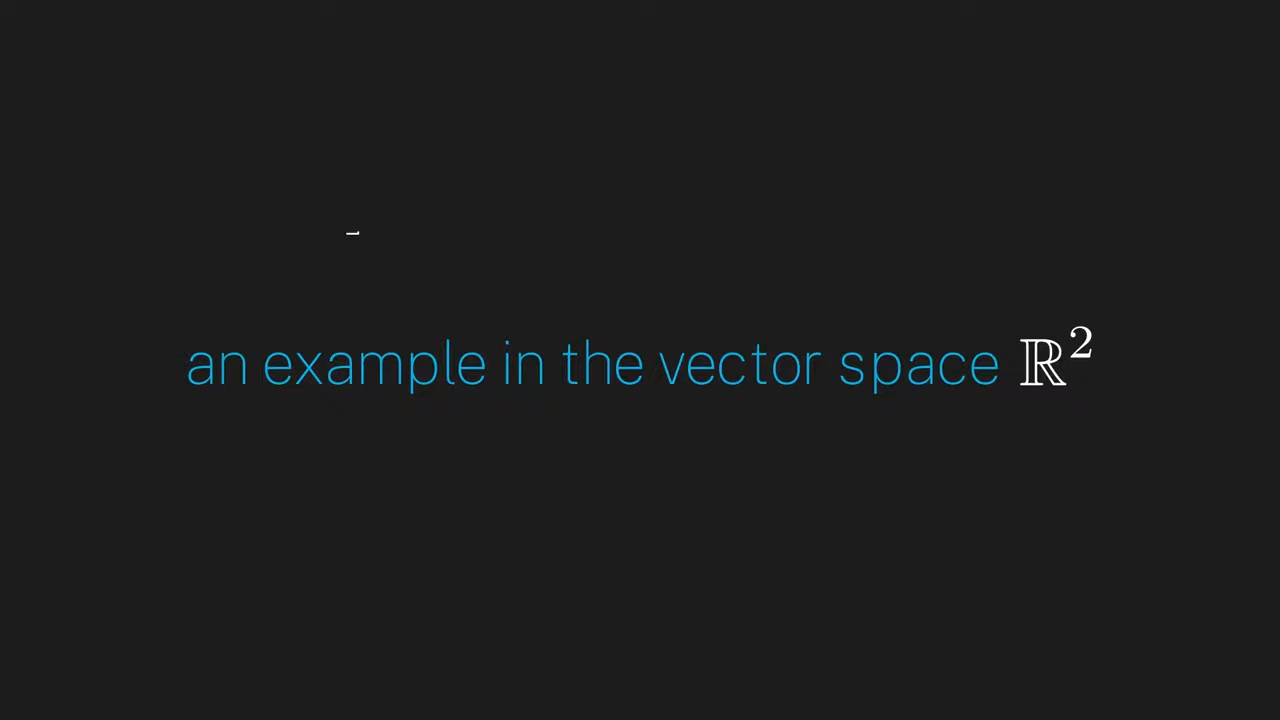 an example in the vector space ℝ²